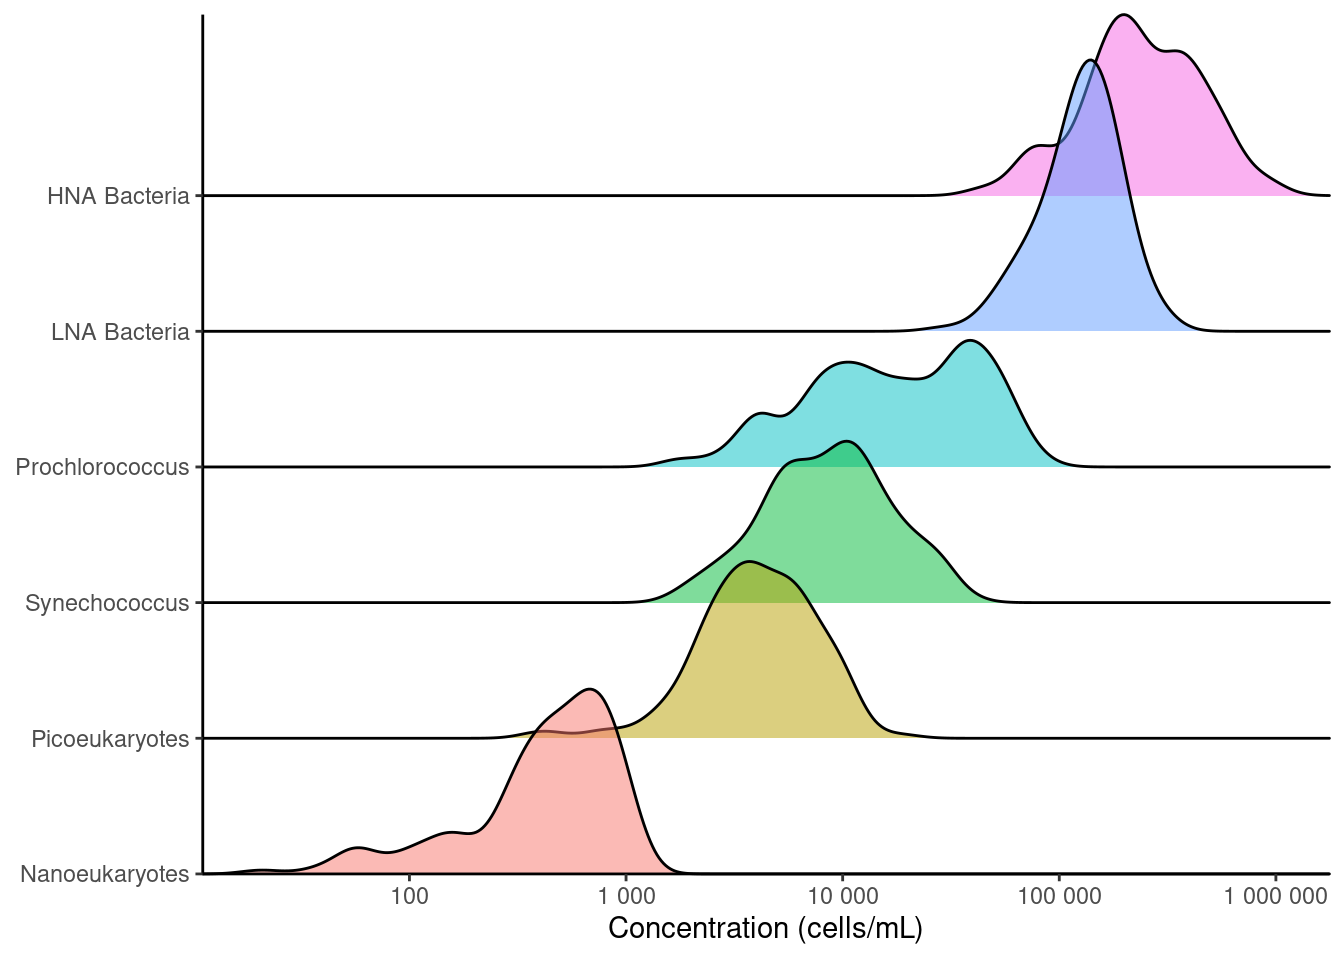 HNA Bacteria
LNA Bacteria
Prochlorococcus
Synechococcus
Picoeukaryotes
Nanoeukaryotes
100 1 000 10 000 100 000 1 000 000
Concentration (cells/mL)